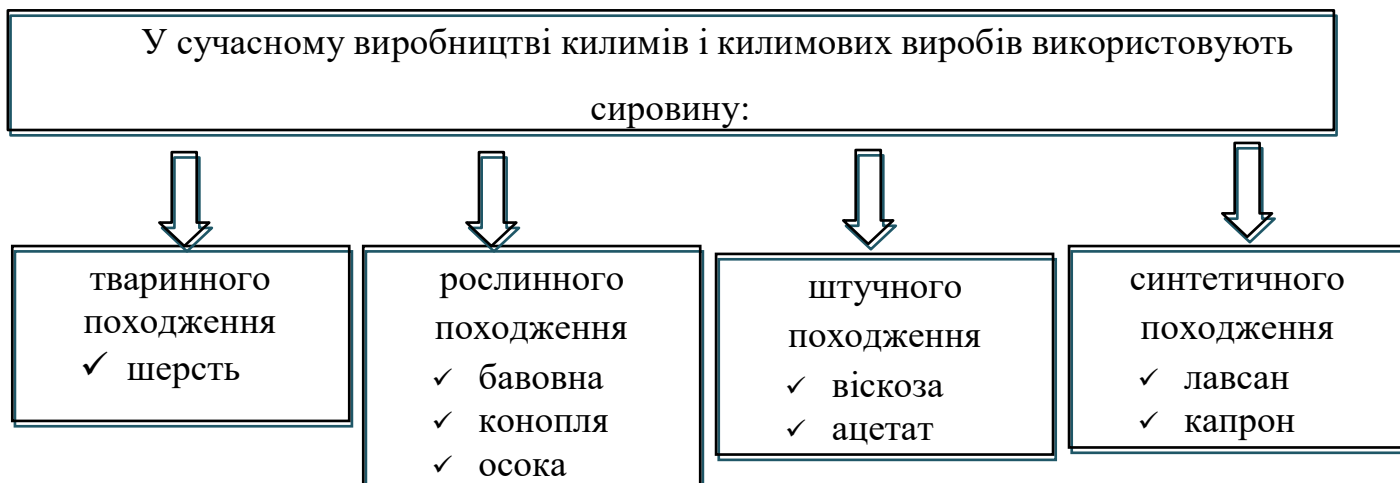 У сучасному виробництві килимів і килимових виробів використовують
сировину:
тваринного
походження
✓ шерсть
рослинного
походження
✓ бавовна
✓ конопля
✓ осока
штучного
походження
✓ віскоза
✓ ацетат
синтетичного
походження
✓ лавсан
✓ капрон